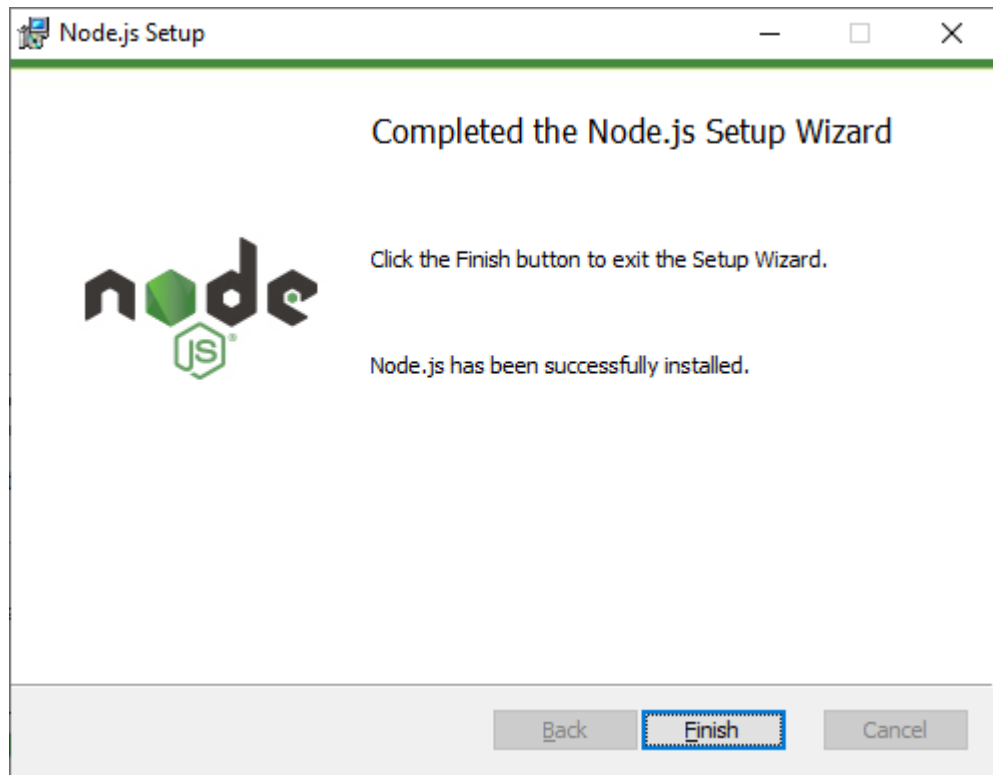 Node.js Setup
Completed the Node.js Setup Wizard
Click the Finish button to exit the Setup Wizard.
node
JS®
Node.js has been successfully installed.
Back Finish Cancel